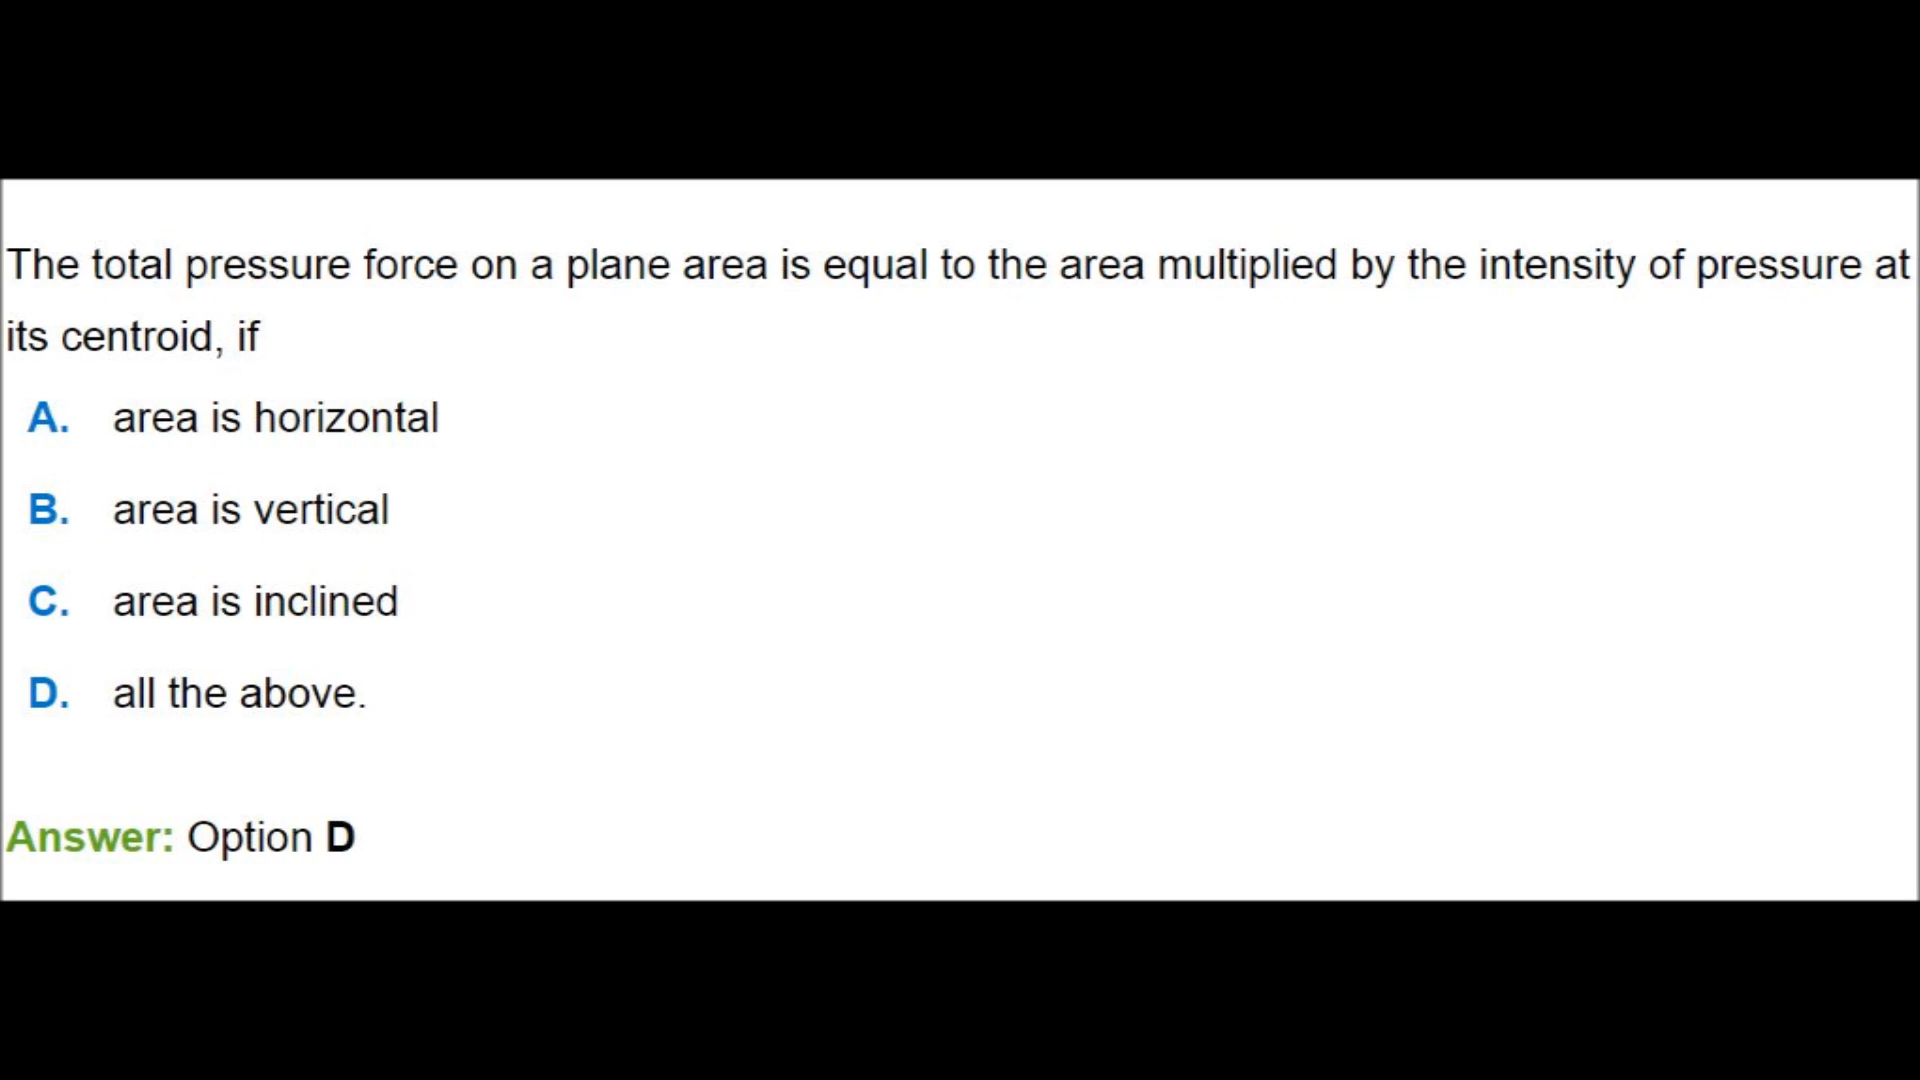 The total pressure force on a plane area is equal to the area multiplied by the intensity of pressure at
its centroid, if
A. area is horizontal
B. area is vertical
C. area is inclined
D. all the above.
Answer: Option D